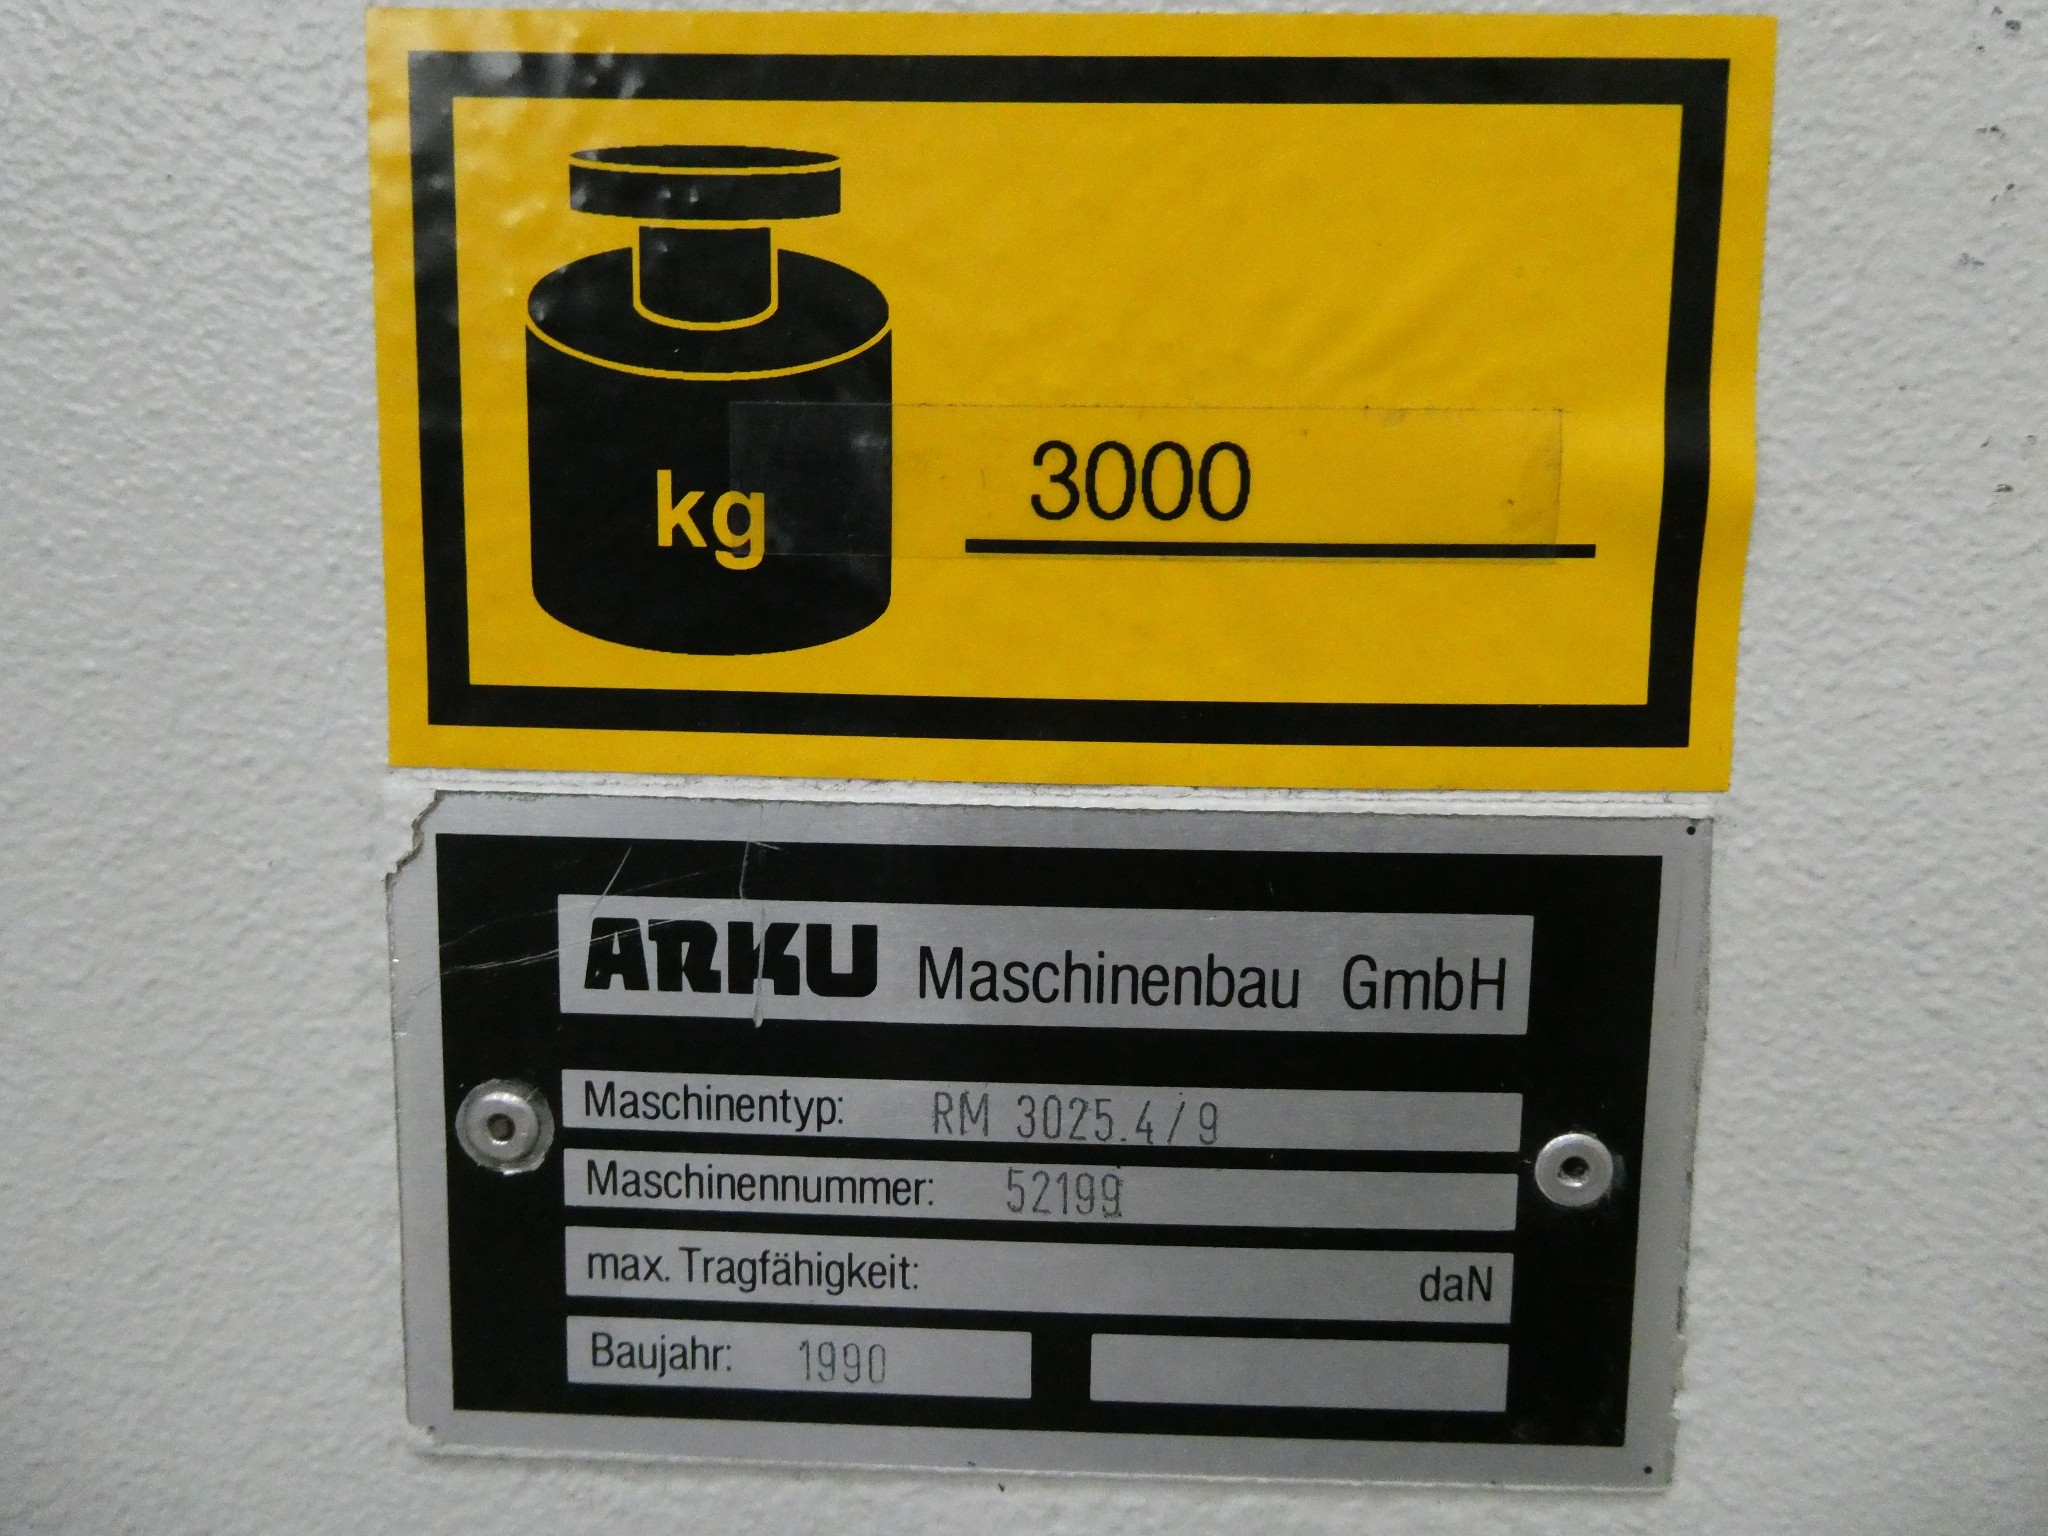 kg 3000
ARKU Maschinenbau GmbH
Maschinentyp: RM 3025.4/9
Maschinennummer: 52199
max. Tragfähigkeit: daN
Baujahr: 1990